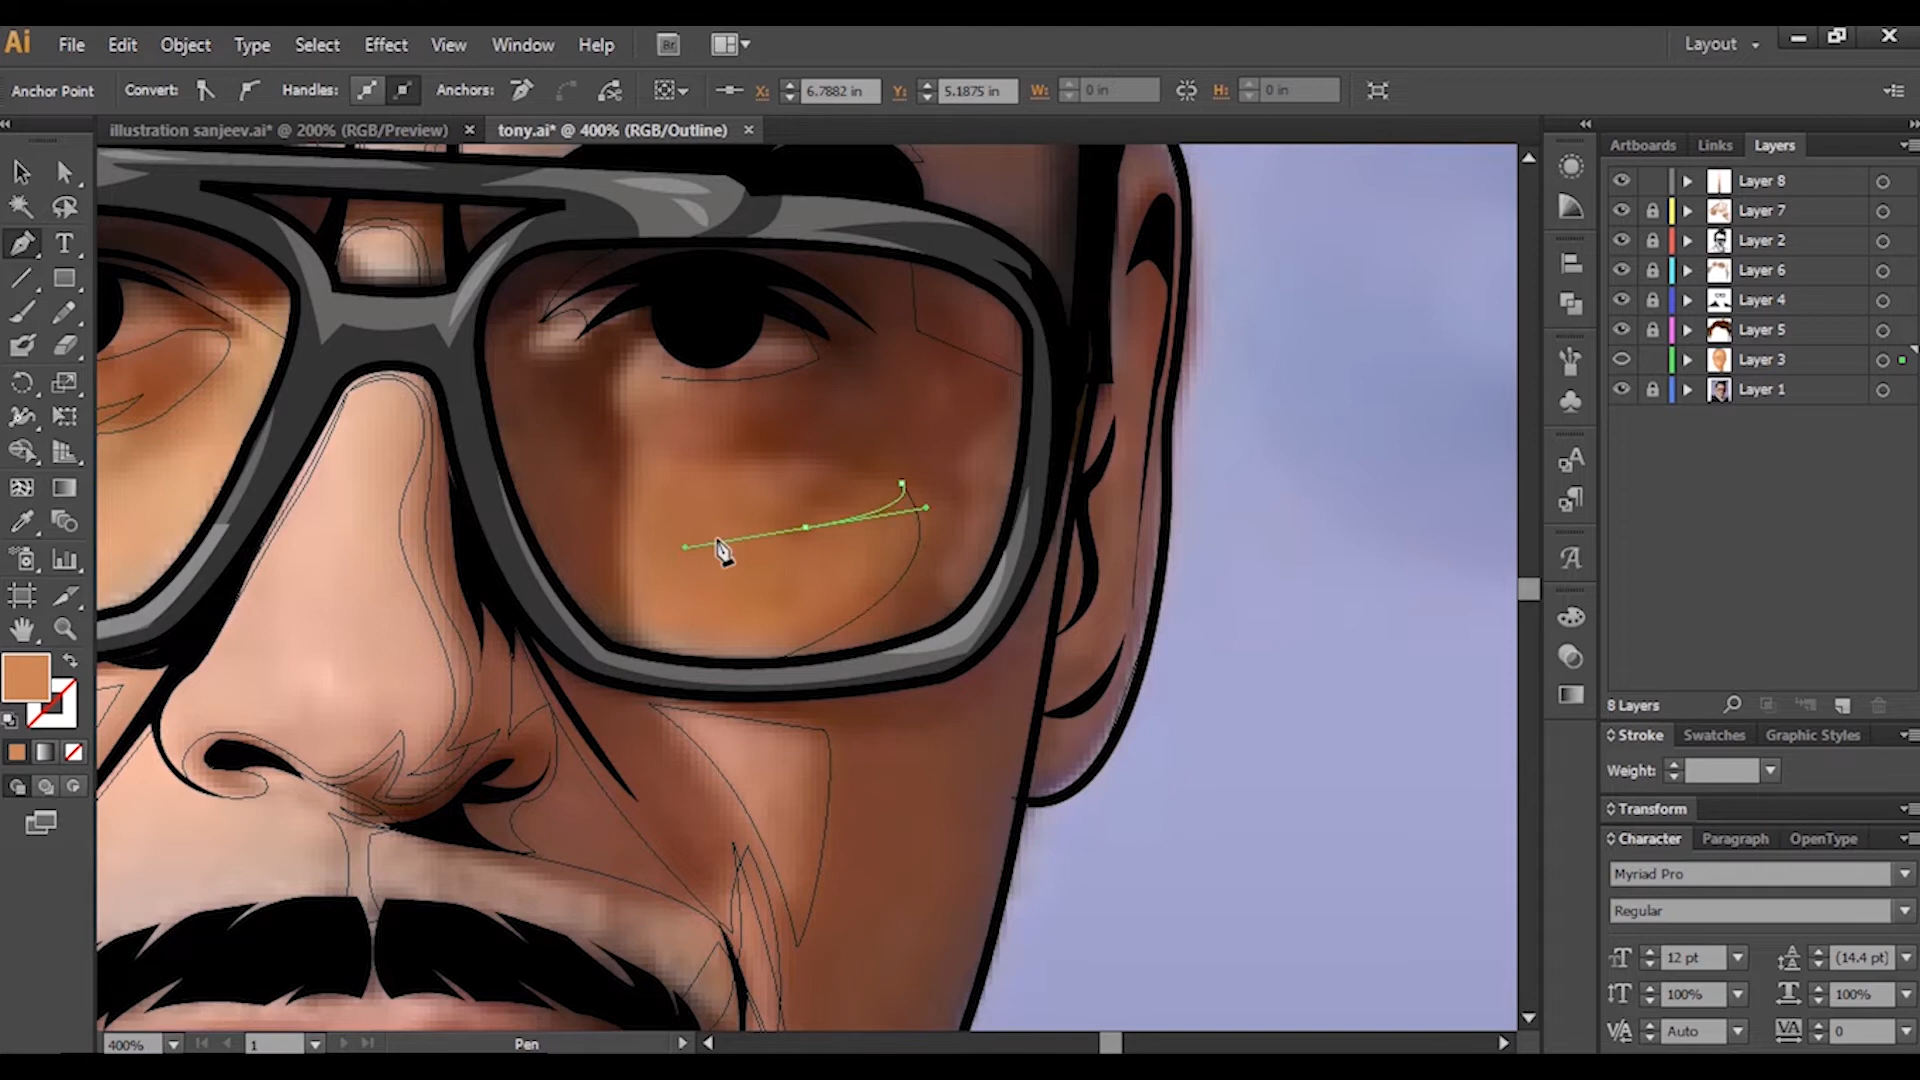 Ai File Edit Object Type Select Effect View Window Help Br Layout
Anchor Point Convert: Handles: Anchors: X: 6.7882 in Y: 5.1875 in W: 0 in H: 0 in
illustration sanjeev.ai* @ 200% (RGB/Preview) × tony.ai* @ 400% (RGB/Outline) ×
Artboards Links Layers
Layer 8
Layer 7
Layer 2
Layer 6
Layer 4
Layer 5
Layer 3
Layer 1
8 Layers
Stroke Swatches Graphic Styles
Weight:
Transform
Character Paragraph OpenType
Myriad Pro
Regular
12 pt (14.4 pt)
100% 100%
Auto 0
400% 1 Pen